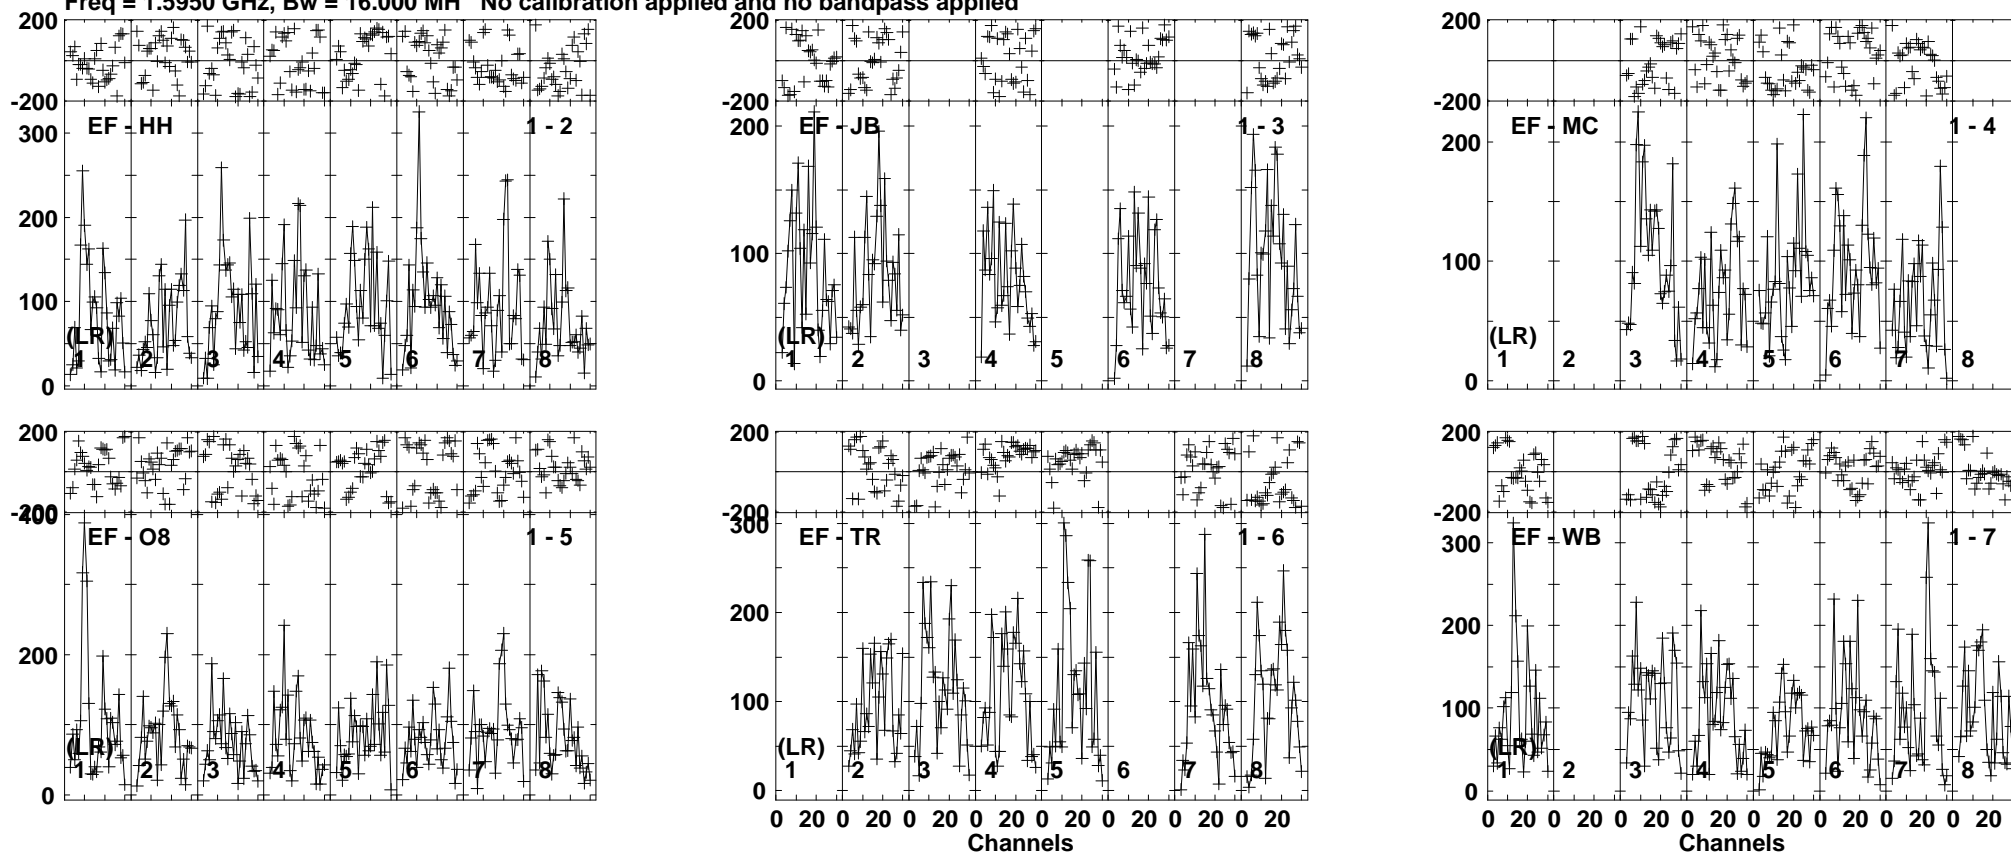 Freq = 1.5950 GHz, Bw = 16.000 MH No calibration applied and no bandpass applied
200 200 200
-200 -200 -200
EF - HH 1 - 2 EF - JB 1 - 3 EF - MC 1 - 4
300 200 200
200
100 100 100
(LR) (LR) (LR)
1 2 3 4 5 6 7 8 1 2 3 4 5 6 7 8 1 2 3 4 5 6 7 8
0 0 0
200 200 200
-200 -200 -200
400 300
EF - O8 1 - 5 EF - TR 1 - 6 EF - WB 1 - 7
300
200 200 200
100 100
(LR) (LR) (LR)
1 2 3 4 5 6 7 8 1 2 3 4 5 6 7 8 1 2 3 4 5 6 7 8
0 0 0
0 20 0 20 0 20 0 20 0 20 0 20 0 20 0 20 0 20 0 20 0 20 0 20 0 20 0 20 0 20 0 20
Channels Channels